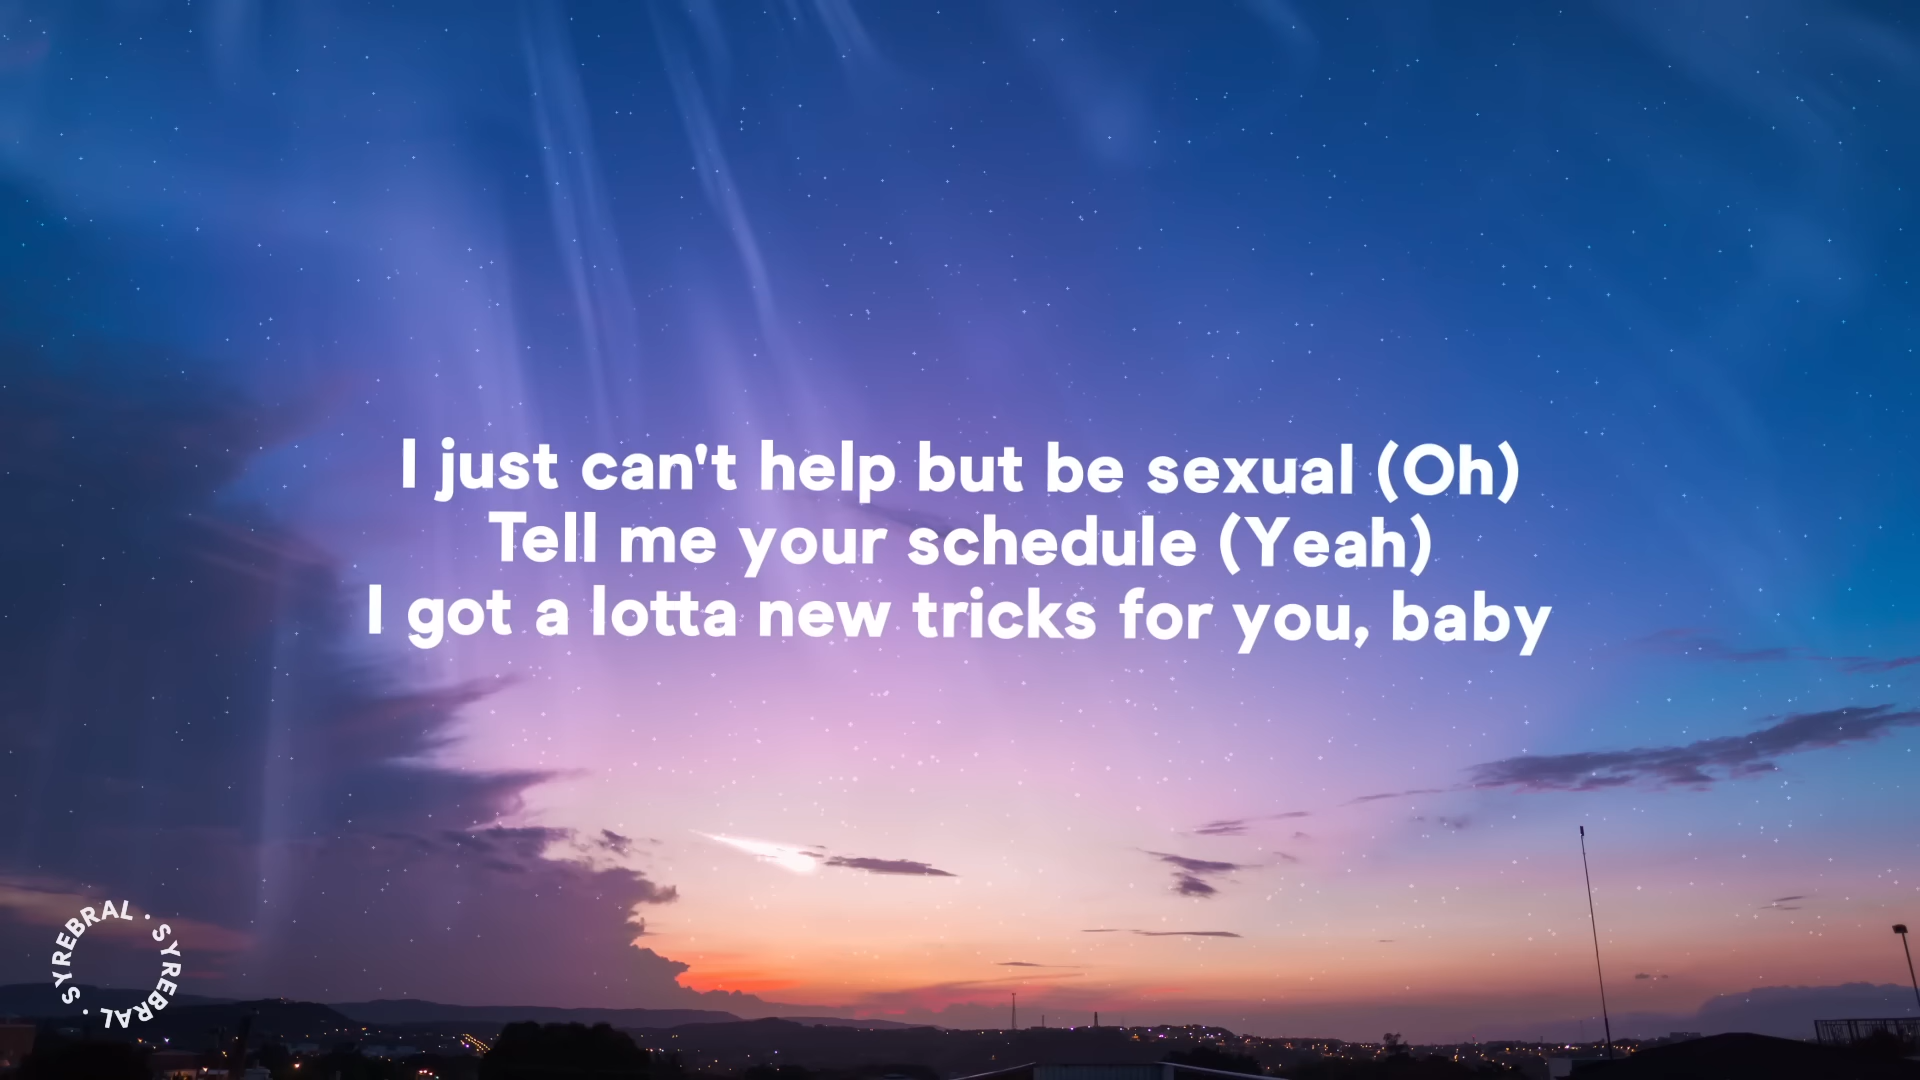 I just can't help but be sexual (Oh)
Tell me your schedule (Yeah)
I got a lotta new tricks for you, baby
SYREBRAL · SYREBRAL ·